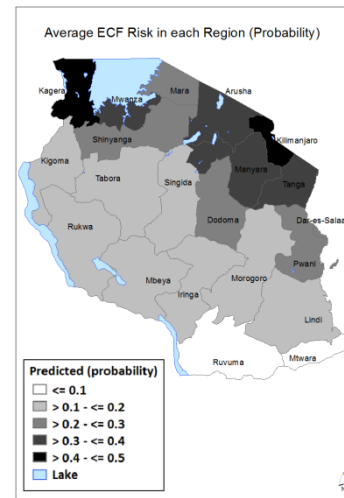 Average ECF Risk in each Region (Probability)
Kagera
Mara
Mwanza
Arusha
Kilimanjaro
Shinyanga
Kigoma
Tabora
Singida
Manyara
Tanga
Rukwa
Dodoma
Dar-es-Salaa
Pwani
Mbeya
Iringa
Morogoro
Lindi
Ruvuma
Mtwara
Predicted (probability)
<= 0.1
> 0.1 - <= 0.2
> 0.2 - <= 0.3
> 0.3 - <= 0.4
> 0.4 - <= 0.5
Lake